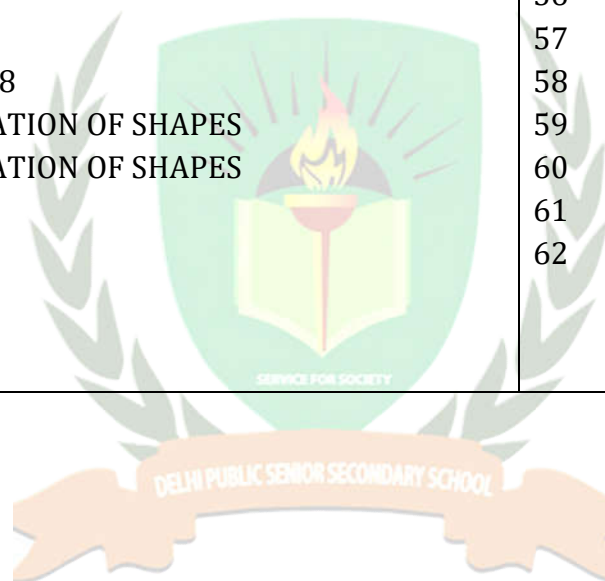 57
8 58
ATION OF SHAPES 59
ATION OF SHAPES 60
61
62
SERVICE FOR SOCIETY
DELHI PUBLIC SENIOR SECONDARY SCHOOL